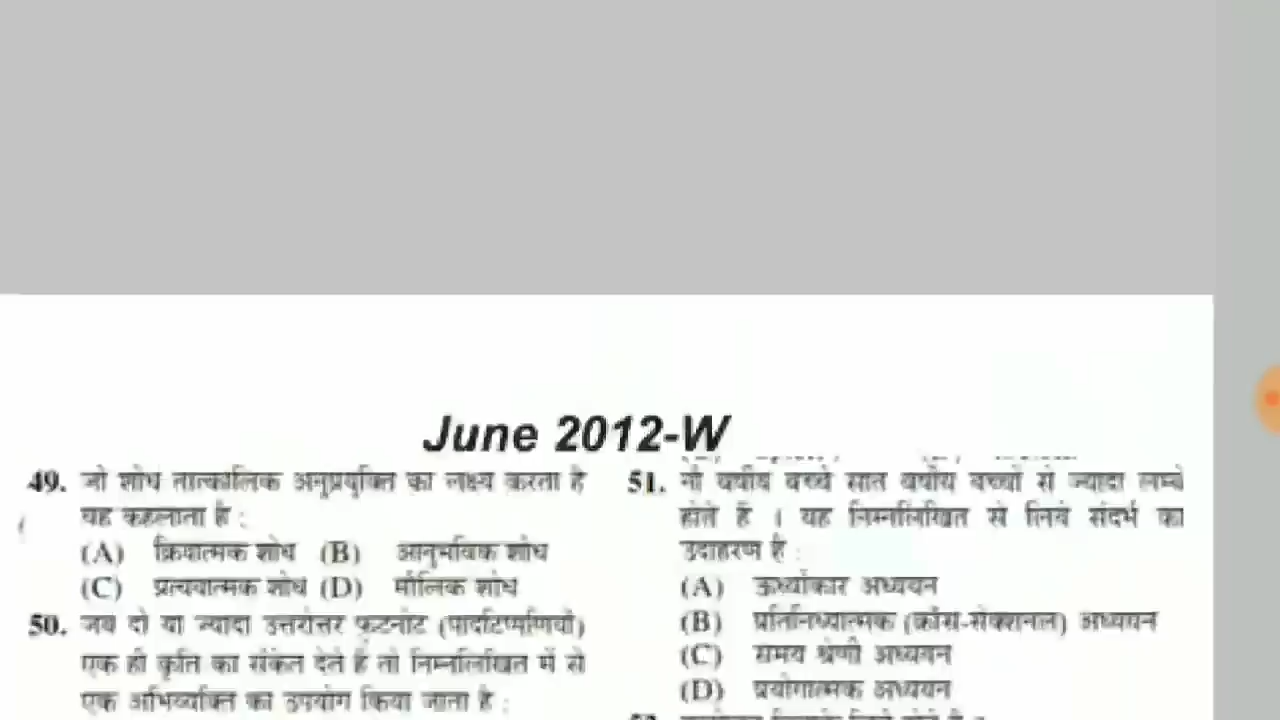 June 2012-W
49. जो शोध तात्कालिक अनुप्रयुक्ति का लक्ष्य करता है
वह कहलाता है :
(A) क्रियात्मक शोध (B) आनुभविक शोध
(C) प्रत्ययात्मक शोध (D) मौलिक शोध
50. जब दो या ज्यादा उत्तरोत्तर फुटनोट (पादटिप्पणियाँ)
एक ही कृति का संकेत देते हैं तो निम्नलिखित में से
एक अभिव्यक्ति का उपयोग किया जाता है :
51. नौ वर्षीय बच्चे सात वर्षीय बच्चों से ज्यादा लम्बे
होते हैं । यह निम्नलिखित से लिये संदर्भ का
उदाहरण है :
(A) ऊर्ध्वाकार अध्ययन
(B) प्रतिनिध्यात्मक (क्रॉस-सेक्शनल) अध्ययन
(C) समय श्रेणी अध्ययन
(D) प्रयोगात्मक अध्ययन